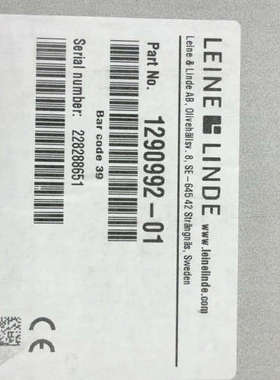 LEINE LINDE www.leinelinde.com
Leine & Linde AB, Olivehällsv. 8, SE - 645 42 Strängnäs, Sweden
Part No. 1290992-01
Bar code 39
Serial number: 228288651
CE